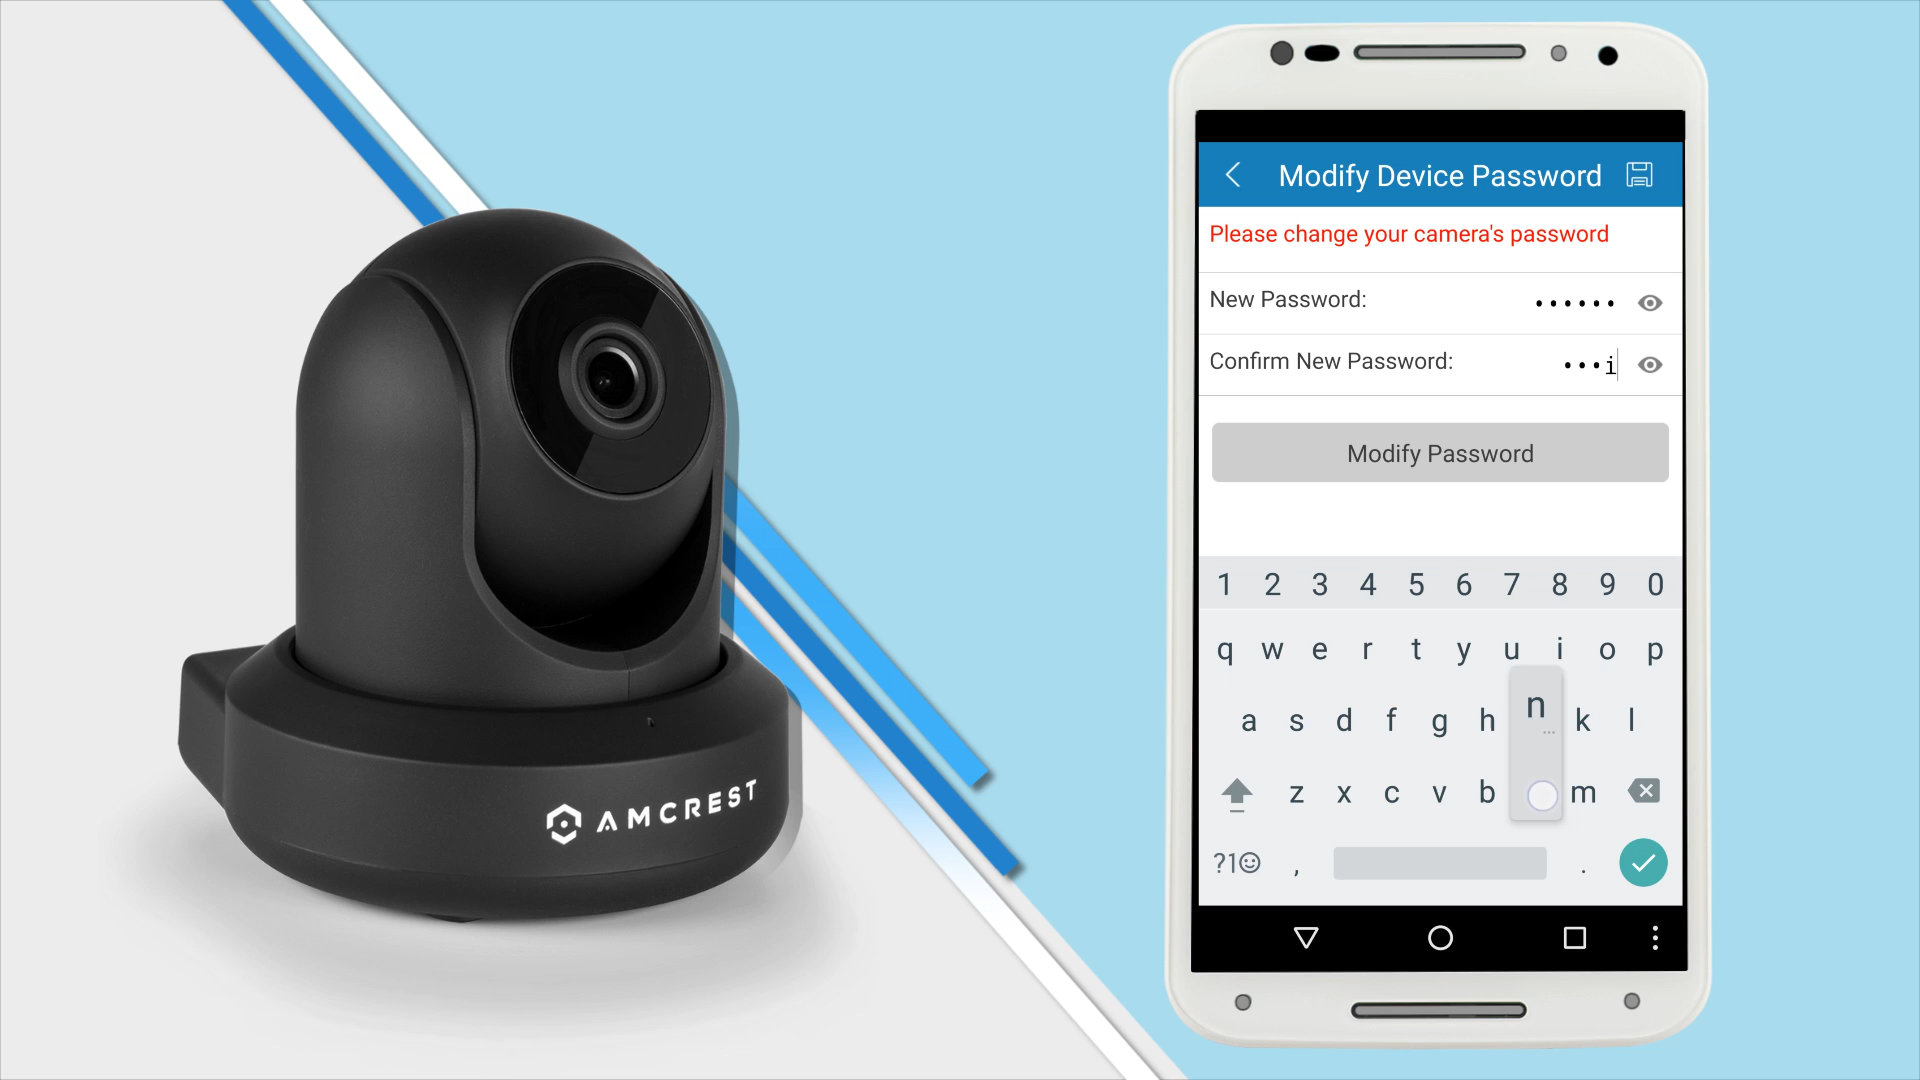 AMCREST
Modify Device Password
Please change your camera's password
New Password: ••••••
Confirm New Password: •••i
Modify Password
1 2 3 4 5 6 7 8 9 0
q w e r t y u i o p
a s d f g h n k l
...
z x c v b m
?1☺ , .